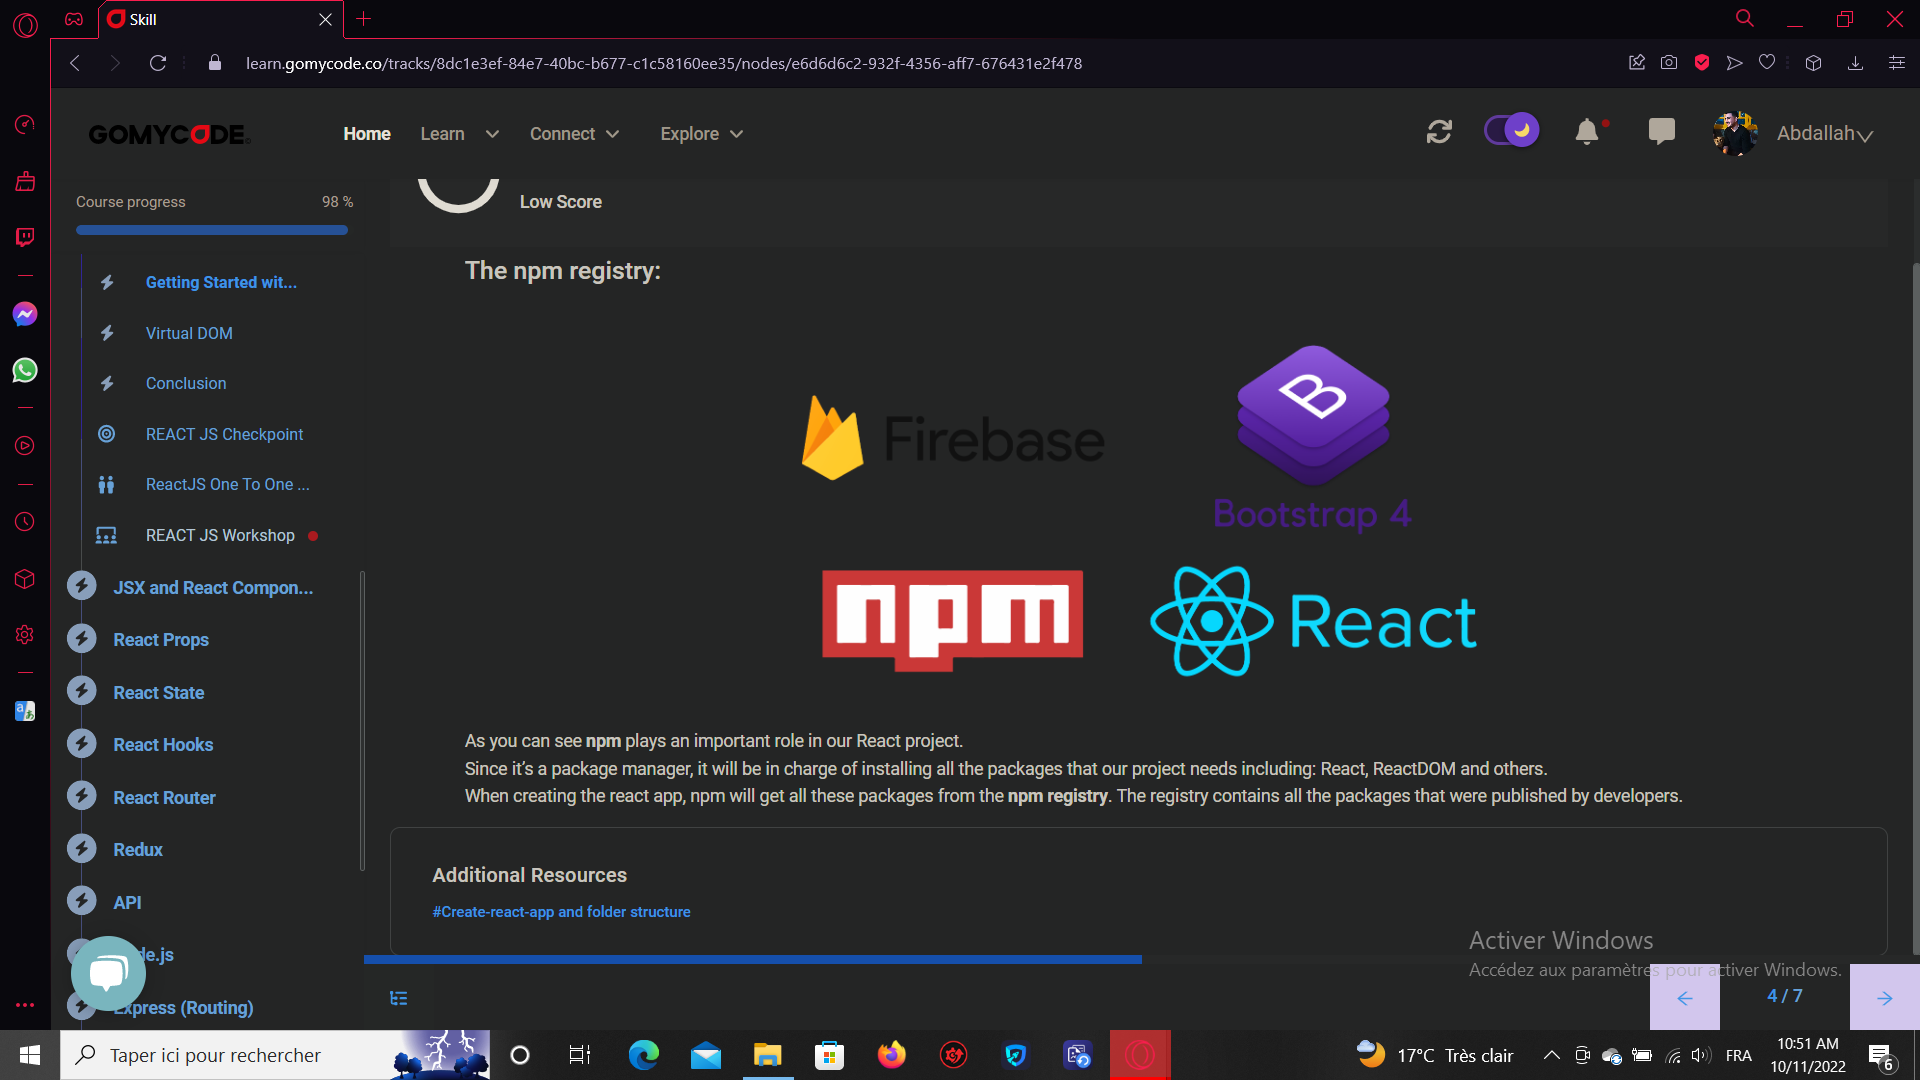 Skill
learn.gomycode.co/tracks/8dc1e3ef-84e7-40bc-b677-c1c58160ee35/nodes/e6d6d6c2-932f-4356-aff7-676431e2f478
GOMYCODE
Home
Learn
Connect
Explore
Abdallah
Course progress
98 %
Low Score
Getting Started wit...
Virtual DOM
Conclusion
REACT JS Checkpoint
ReactJS One To One ...
REACT JS Workshop
JSX and React Compon...
React Props
React State
React Hooks
React Router
Redux
API
de.js
Express (Routing)
The npm registry:
Firebase
B
Bootstrap 4
npm
React
As you can see npm plays an important role in our React project.
Since it's a package manager, it will be in charge of installing all the packages that our project needs including: React, ReactDOM and others.
When creating the react app, npm will get all these packages from the npm registry. The registry contains all the packages that were published by developers.
Additional Resources
#Create-react-app and folder structure
Activer Windows
Accédez aux paramètres pour activer Windows.
4 / 7
Taper ici pour rechercher
17°C Très clair
FRA
10:51 AM
10/11/2022
6